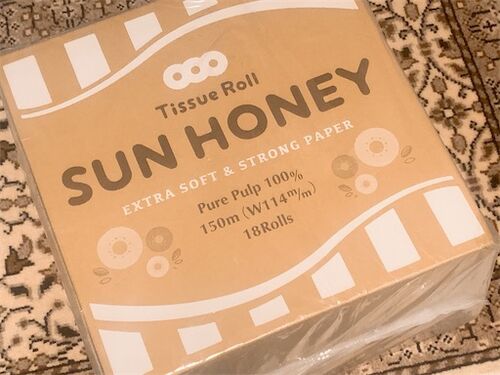 Tissue Roll
SUN HONEY
EXTRA SOFT & STRONG PAPER
Pure Pulp 100%
150m (W114m/m)
18Rolls